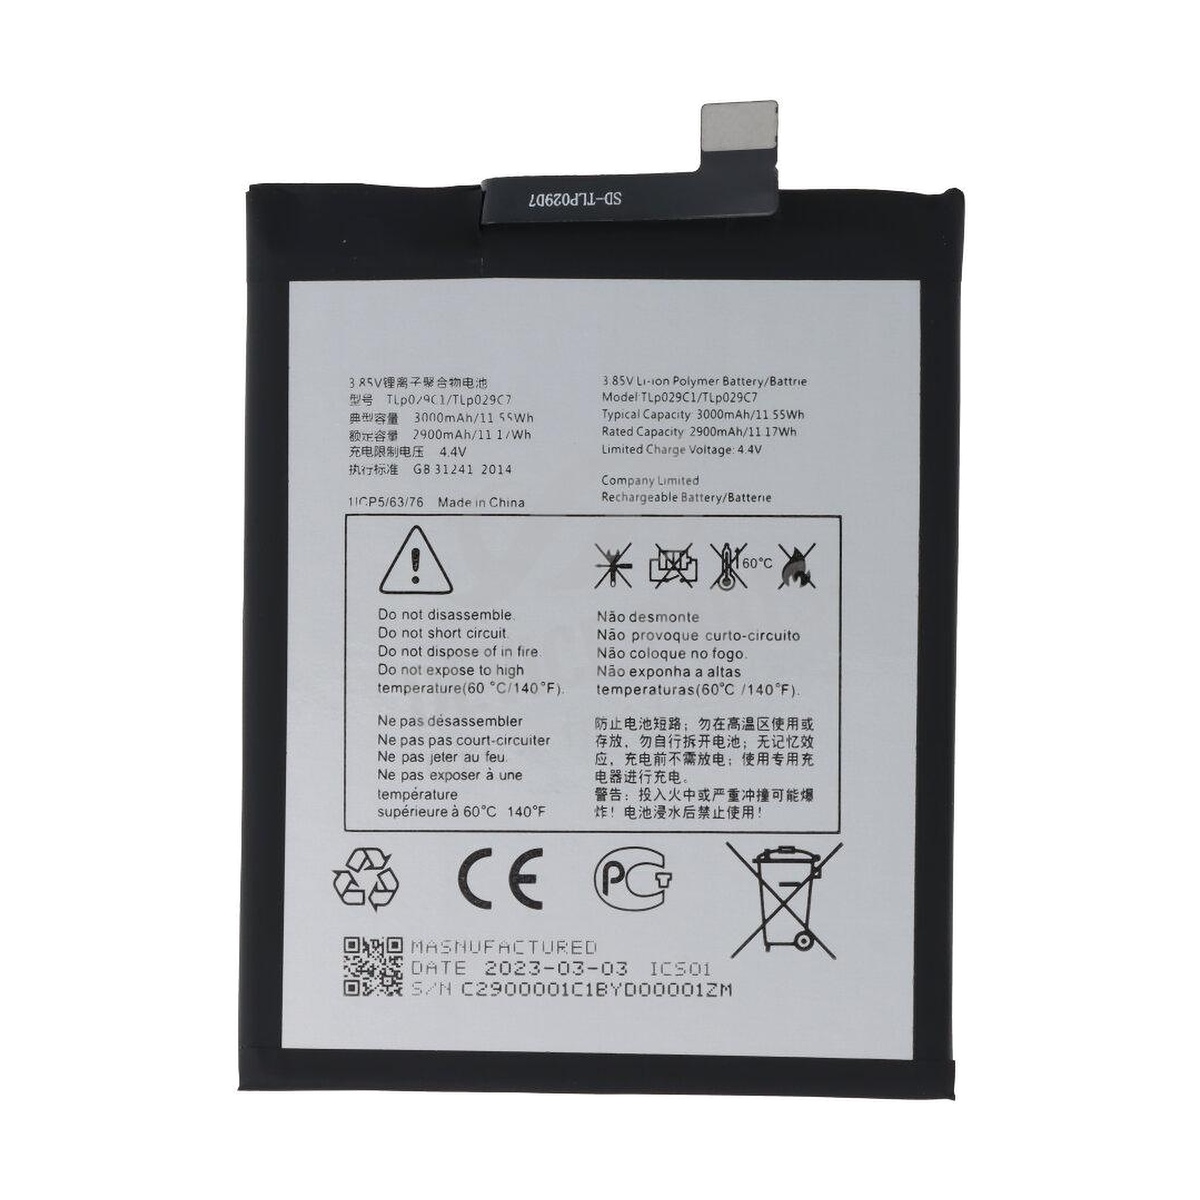 SD-TLP029D7
3.85V锂离子聚合物电池
型号 TLp029C1/TLp029C7
典型容量 3000mAh/11.55Wh
额定容量 2900mAh/11.17Wh
充电限制电压 4.4V
执行标准 GB 31241 2014
1ICP5/63/76 Made in China
3.85V Li-ion Polymer Battery/Battrie
Model TLp029C1/TLp029C7
Typical Capacity 3000mAh/11.55Wh
Rated Capacity 2900mAh/11.17Wh
Limited Charge Voltage: 4.4V
Company Limited
Rechargeable Battery/Batterie
60°C
Do not disassemble.
Do not short circuit.
Do not dispose of in fire.
Do not expose to high
temperature(60 °C/140°F).
Não desmonte
Não provoque curto-circuito
Não coloque no fogo.
Não exponha a altas
temperaturas(60°C /140°F).
Ne pas désassembler
Ne pas pas court-circuiter
Ne pas jeter au feu.
Ne pas exposer à une
température
supérieure à 60°C 140°F
防止电池短路；勿在高温区使用或
存放，勿自行拆开电池；无记忆效
应，充电前不需放电；使用专用充
电器进行充电。
警告：投入火中或严重冲撞可能爆
炸！电池浸水后禁止使用！
CE
PCT
MASNUFACTURED
DATE 2023-03-03 ICS01
S/N C2900001C1BYD00001ZM